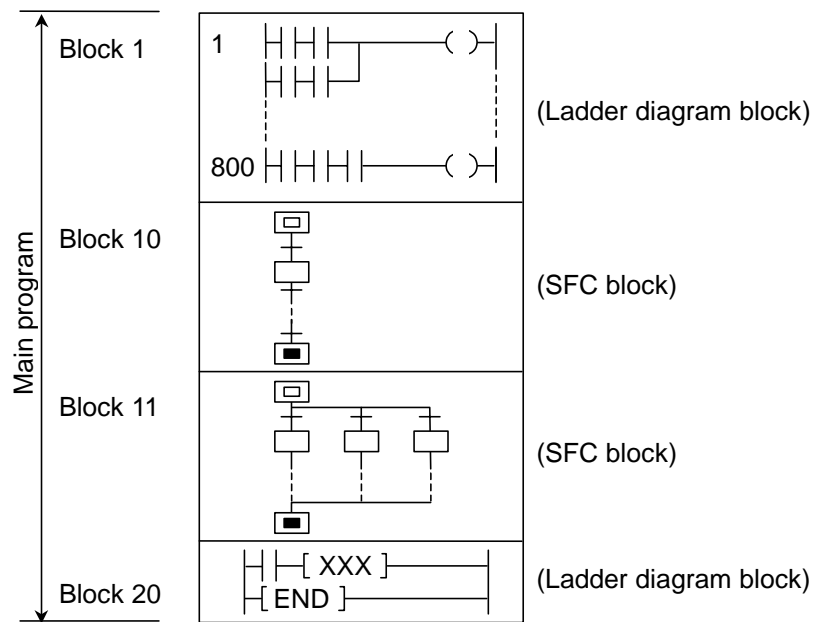 Main program
Block 1
1
(Ladder diagram block)
800
Block 10
(SFC block)
Block 11
(SFC block)
XXX
(Ladder diagram block)
Block 20
END